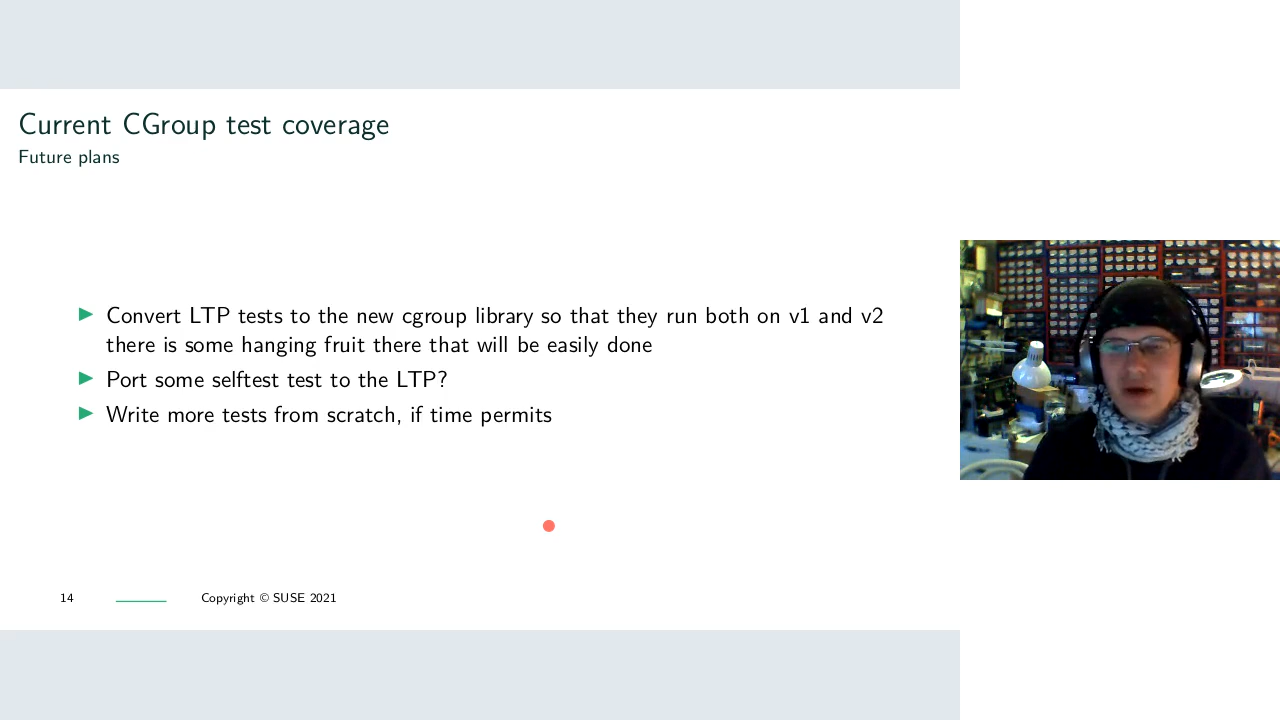 Current CGroup test coverage
Future plans
Convert LTP tests to the new cgroup library so that they run both on v1 and v2
there is some hanging fruit there that will be easily done
Port some selftest test to the LTP?
Write more tests from scratch, if time permits
14
Copyright © SUSE 2021